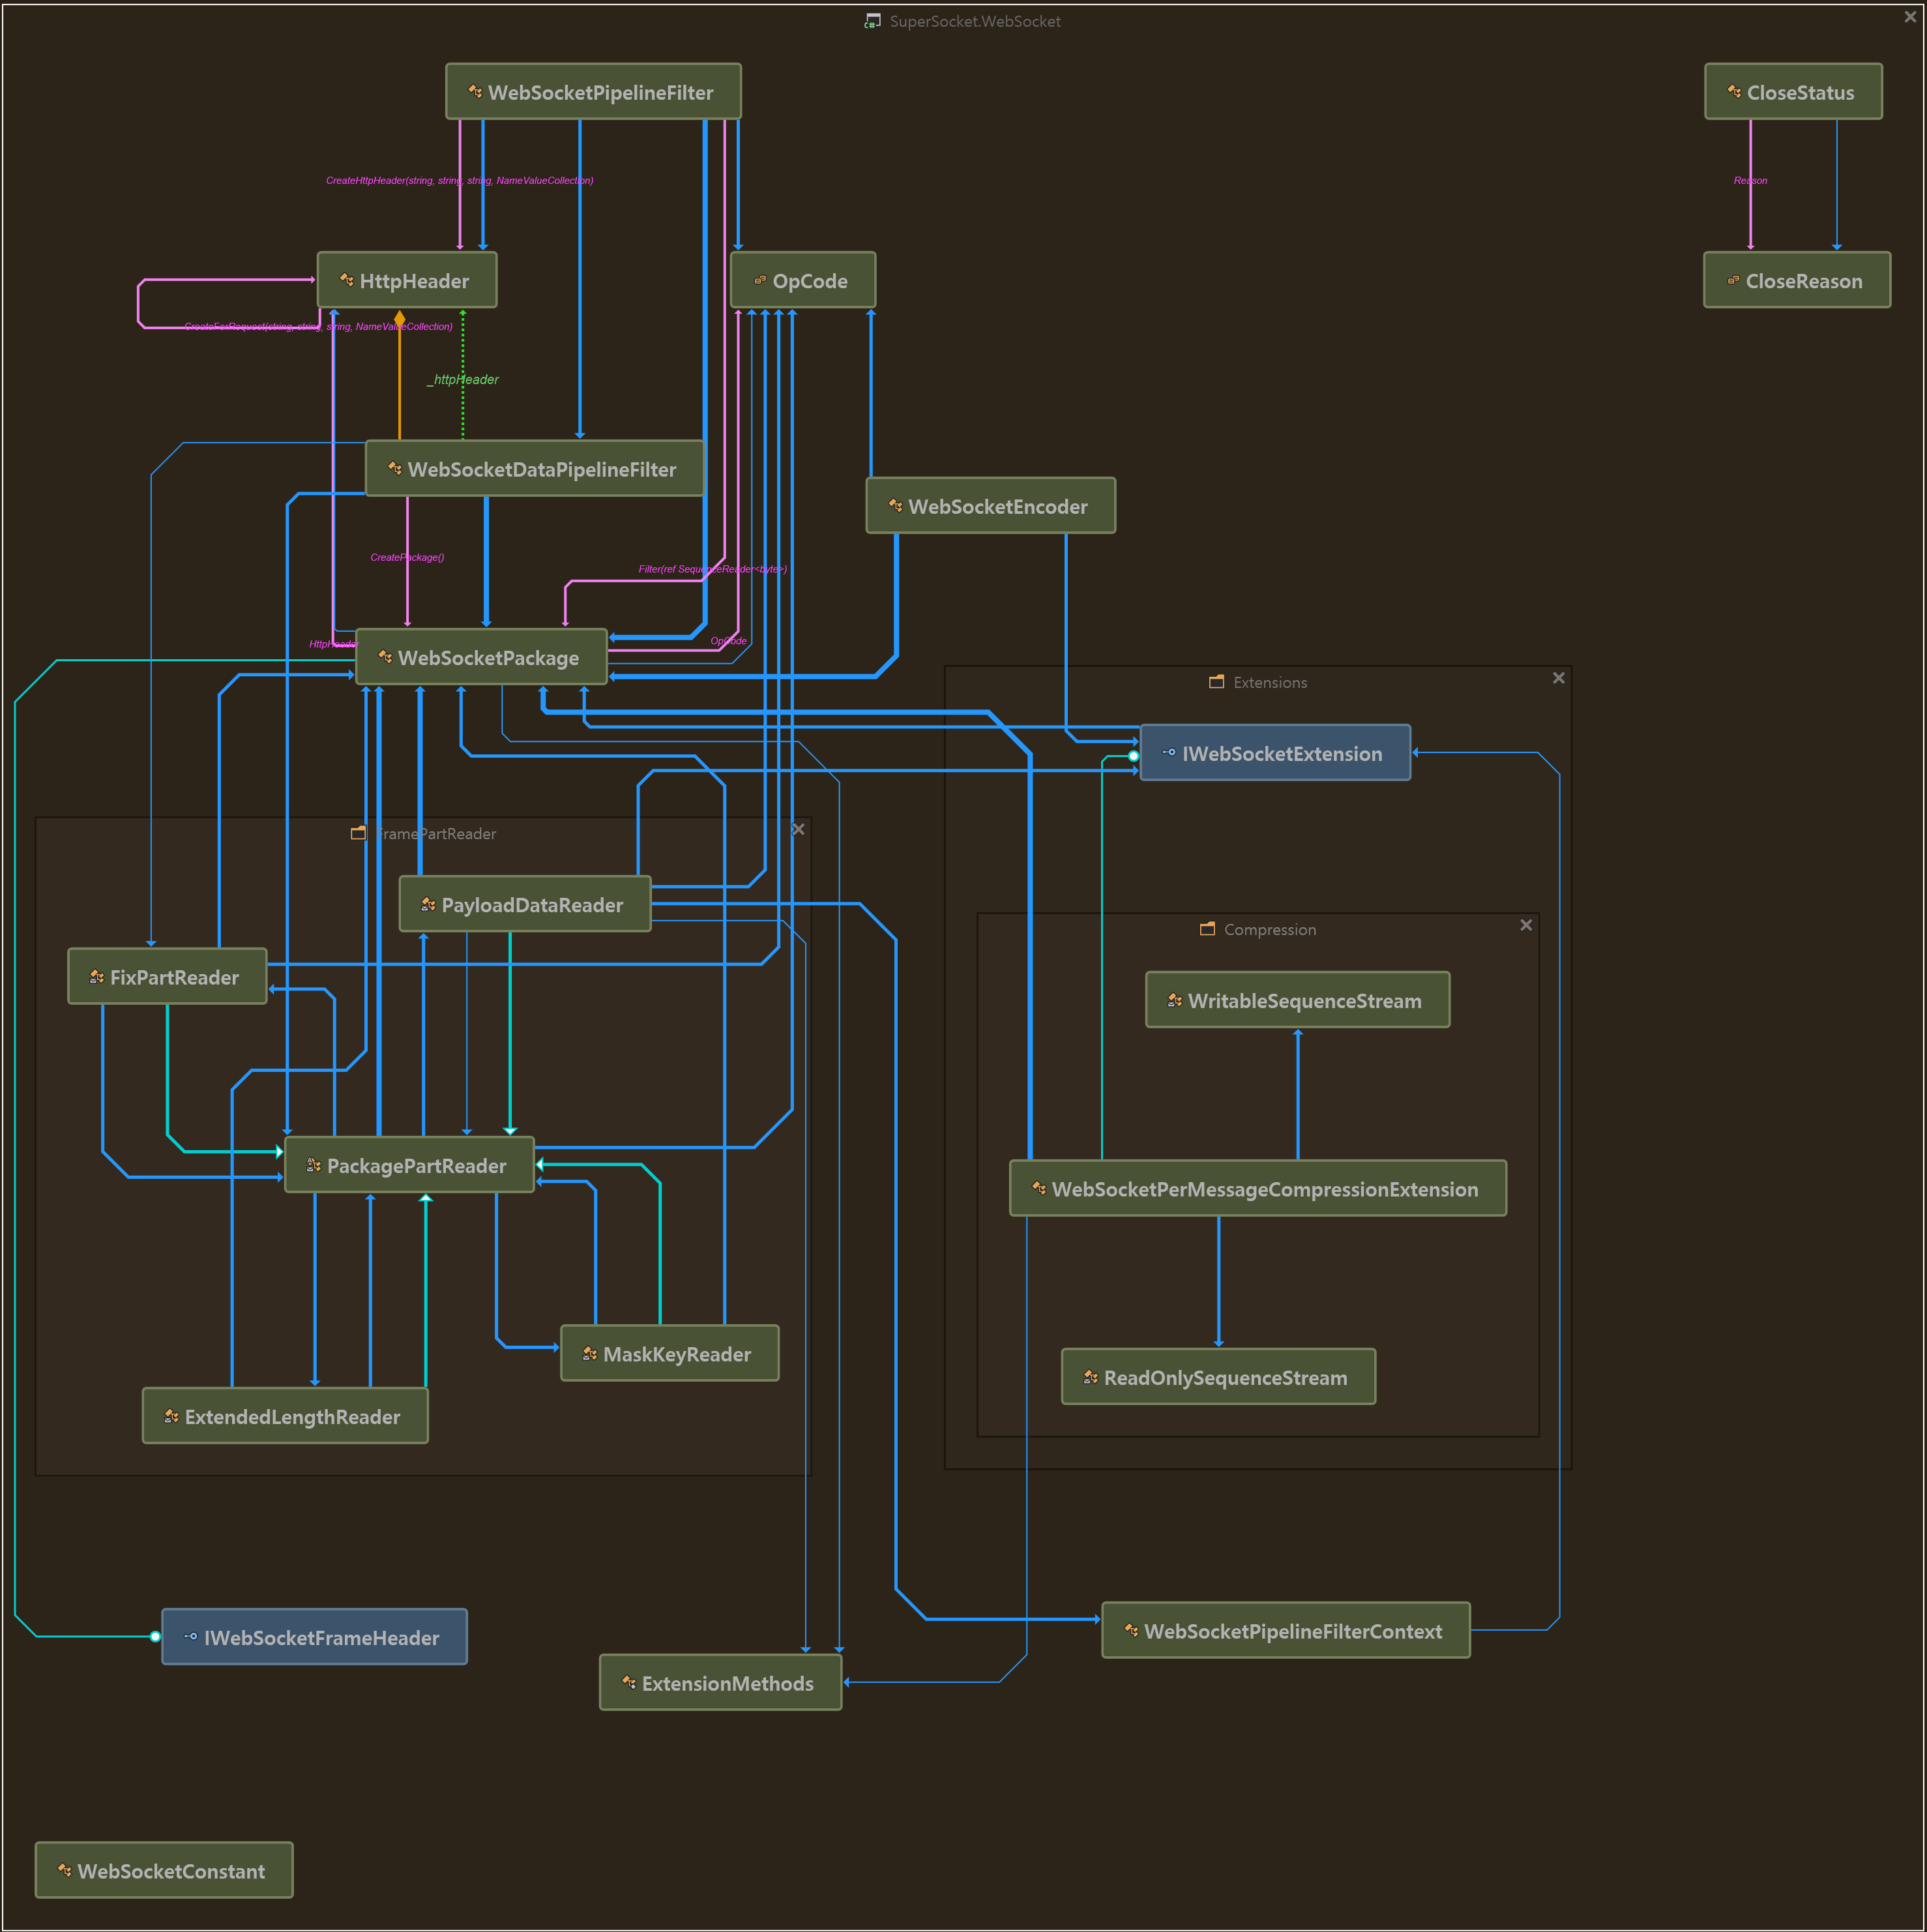 SuperSocket.WebSocket
WebSocketPipelineFilter
CloseStatus
CreateHttpHeader(string, string, string, NameValueCollection)
Reason
HttpHeader
OpCode
CloseReason
CreateForRequest(string, string, string, NameValueCollection)
_httpHeader
WebSocketDataPipelineFilter
WebSocketEncoder
CreatePackage()
Filter(ref SequenceReader<byte>)
HttpHeader
OpCode
WebSocketPackage
Extensions
IWebSocketExtension
FramePartReader
PayloadDataReader
Compression
FixPartReader
WritableSequenceStream
PackagePartReader
WebSocketPerMessageCompressionExtension
MaskKeyReader
ReadOnlySequenceStream
ExtendedLengthReader
IWebSocketFrameHeader
WebSocketPipelineFilterContext
ExtensionMethods
WebSocketConstant